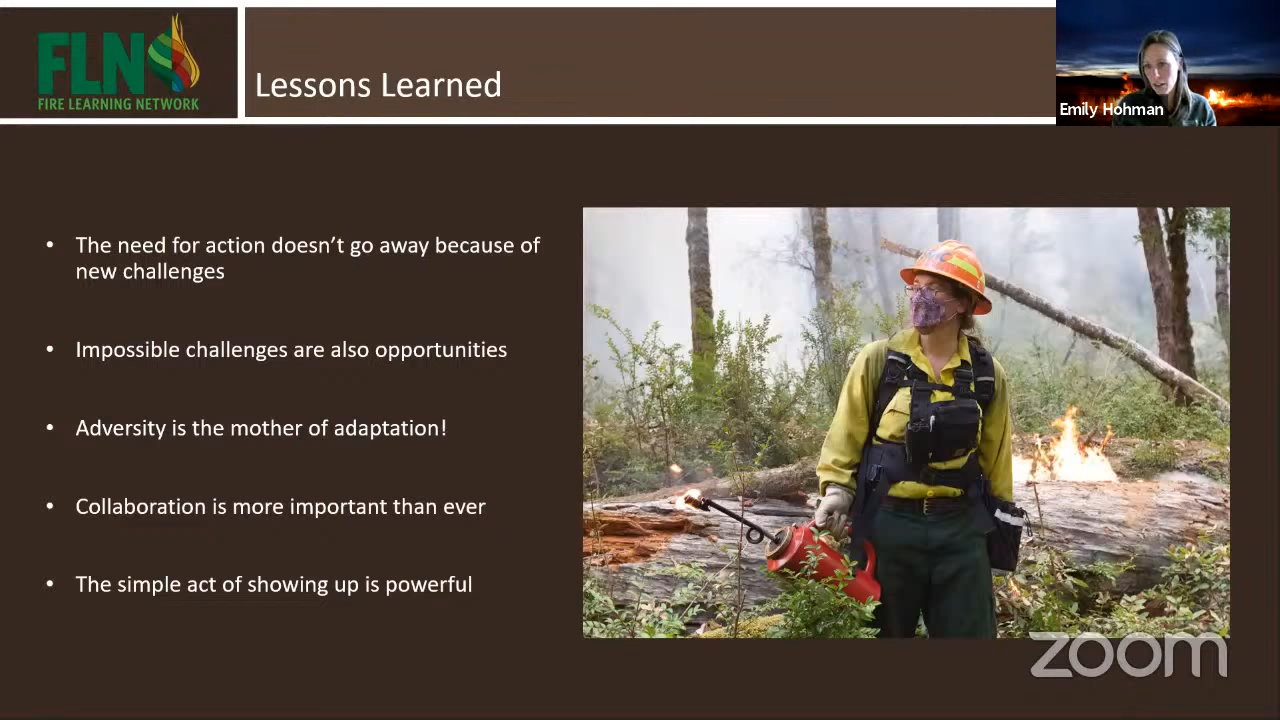 FLN
FIRE LEARNING NETWORK
Lessons Learned
Emily Hohman
• The need for action doesn’t go away because of
new challenges
• Impossible challenges are also opportunities
• Adversity is the mother of adaptation!
• Collaboration is more important than ever
• The simple act of showing up is powerful
zoom